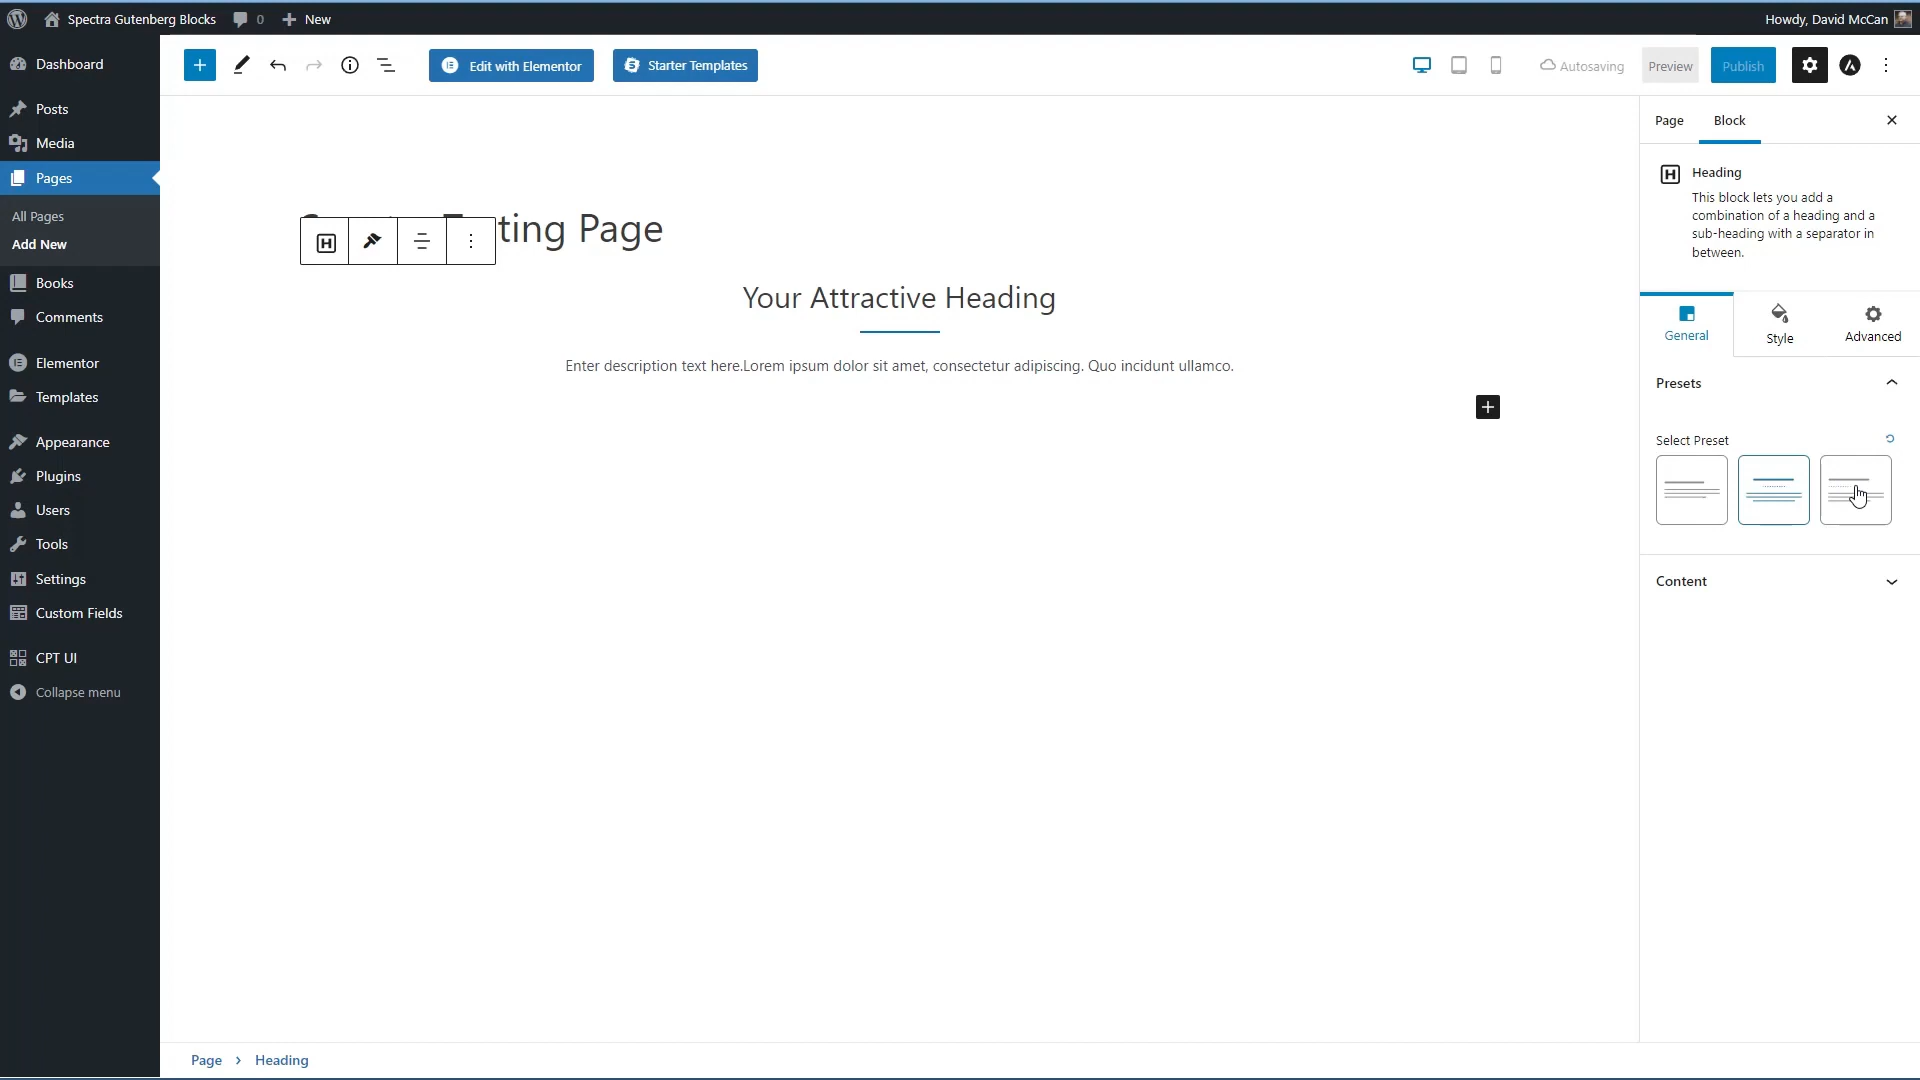 Spectra Gutenberg Blocks 0 New Howdy, David McCan
Dashboard
Posts
Media
Pages
All Pages
Add New
Books
Comments
Elementor
Templates
Appearance
Plugins
Users
Tools
Settings
Custom Fields
CPT UI
Collapse menu
Edit with Elementor Starter Templates Autosaving Preview Publish
ting Page
Your Attractive Heading
Enter description text here.Lorem ipsum dolor sit amet, consectetur adipiscing. Quo incidunt ullamco.
Page Block
Heading
This block lets you add a
combination of a heading and a
sub-heading with a separator in
between.
General Style Advanced
Presets
Select Preset
Content
Page › Heading